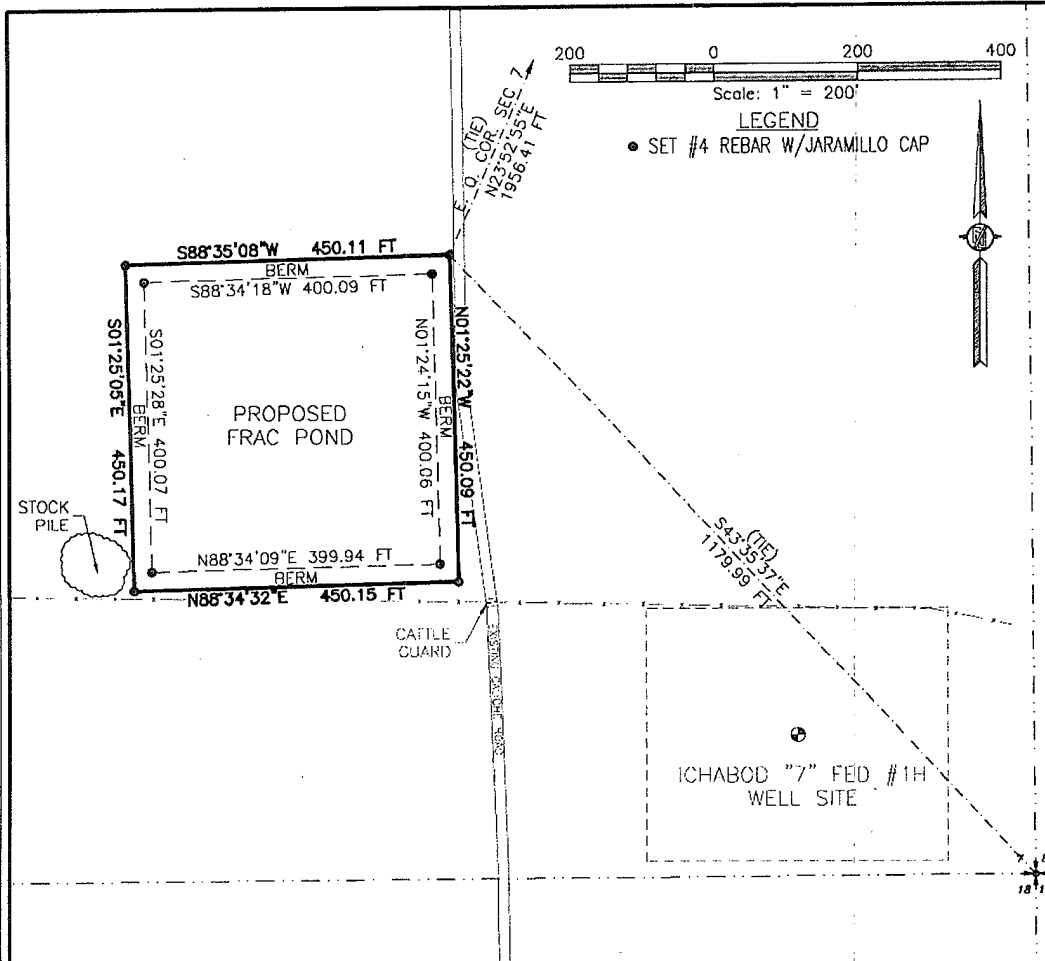 200 0 200 400
Scale: 1" = 200'
LEGEND
SET #4 REBAR W/JARAMILLO CAP
E Q. COR. SEC 7
(TIE)
N23°52'55"E
1956.41 FT
S88°35'08"W 450.11 FT
BERM
S88°34'18"W 400.09 FT
S01°25'05"E 450.17 FT
BERM
S01°25'28"E 400.07 FT
PROPOSED
FRAC POND
N01°24'15"W 400.06 FT
BERM
N01°25'22"W 450.09 FT
STOCK
PILE
N88°34'09"E 399.94 FT
BERM
N88°34'32"E 450.15 FT
(TIE)
S43°35'37"E
1179.99 FT
CATTLE
GUARD
EXISTING CALICHE ROAD
ICHABOD "7" FED #1H
WELL SITE
7
18